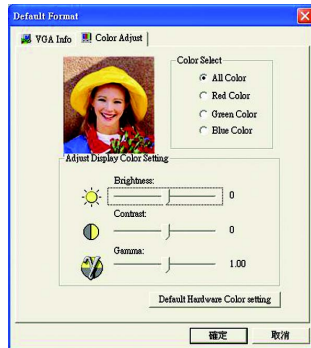 Default Format
VGA Info Color Adjust
Color Select
All Color
Red Color
Green Color
Blue Color
Adjust Display Color Setting
Brightness:
0
Contrast:
0
Gamma:
1.00
Default Hardware Color setting
確定 取消